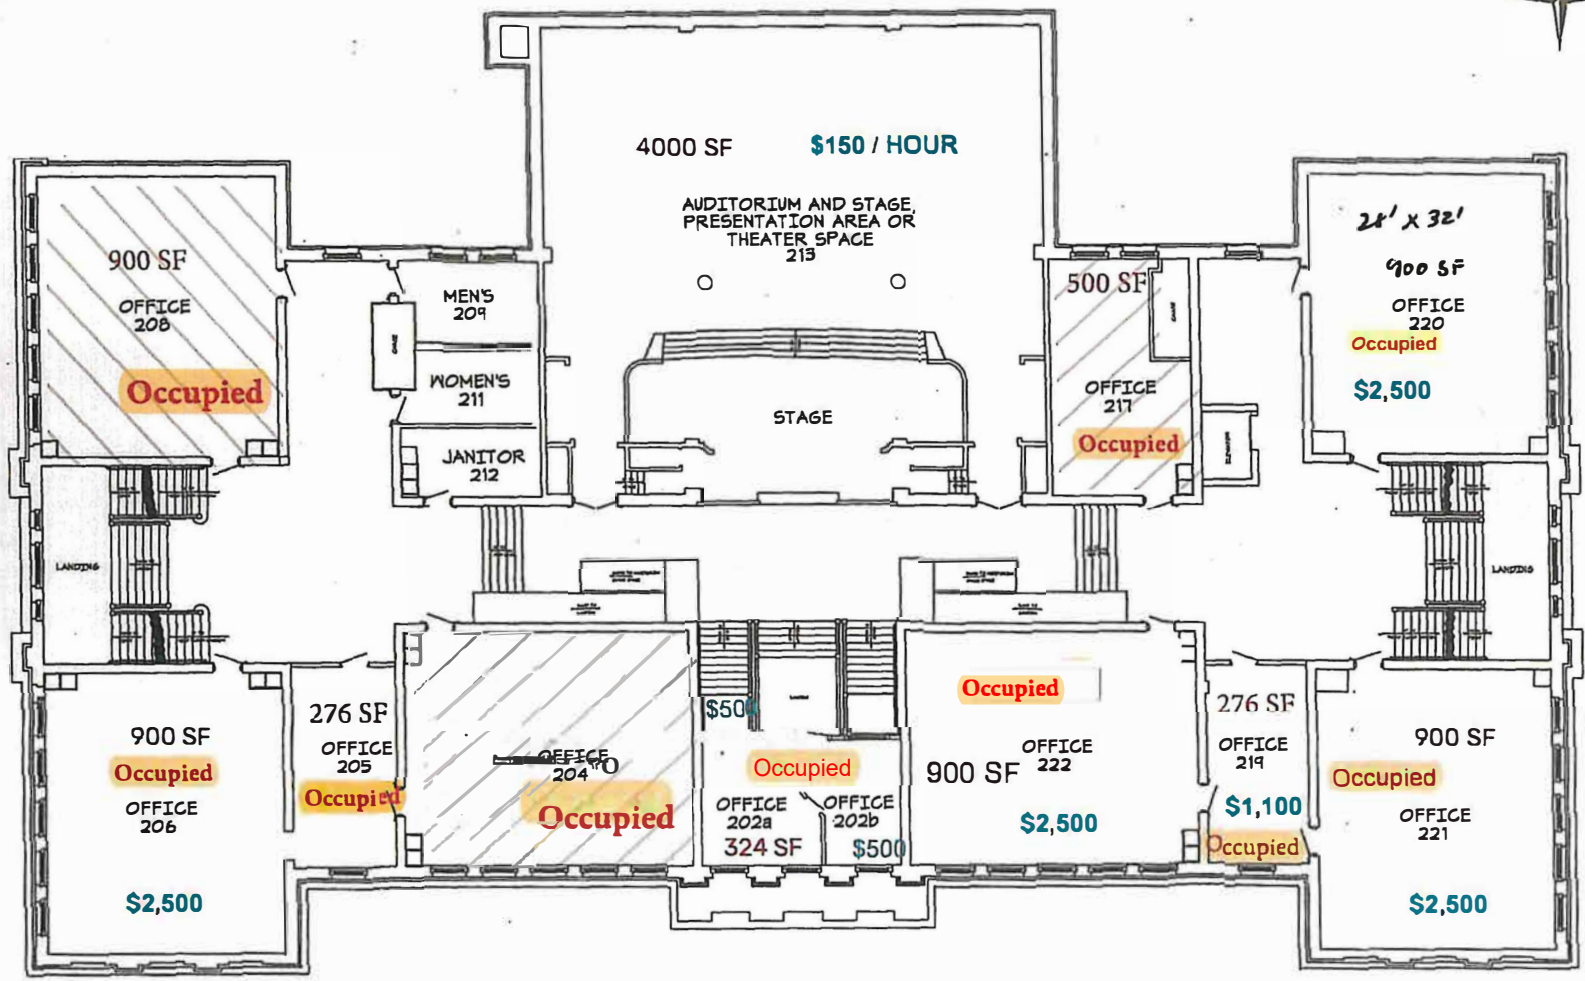 4000 SF $150 / HOUR
AUDITORIUM AND STAGE,
PRESENTATION AREA OR
THEATER SPACE
213
900 SF
OFFICE
208
Occupied
MEN'S
209
WOMEN'S
211
JANITOR
212
STAGE
500 SF
OFFICE
217
Occupied
28' X 32'
900 SF
OFFICE
220
Occupied
$2,500
ELEVATOR
LANDING
LANDING
900 SF
Occupied
OFFICE
206
$2,500
276 SF
OFFICE
205
Occupied
OFFICE
204
Occupied
$500
Occupied
OFFICE
202a
324 SF
OFFICE
202b
$500
Occupied
900 SF
OFFICE
222
$2,500
276 SF
OFFICE
219
$1,100
Occupied
900 SF
Occupied
OFFICE
221
$2,500